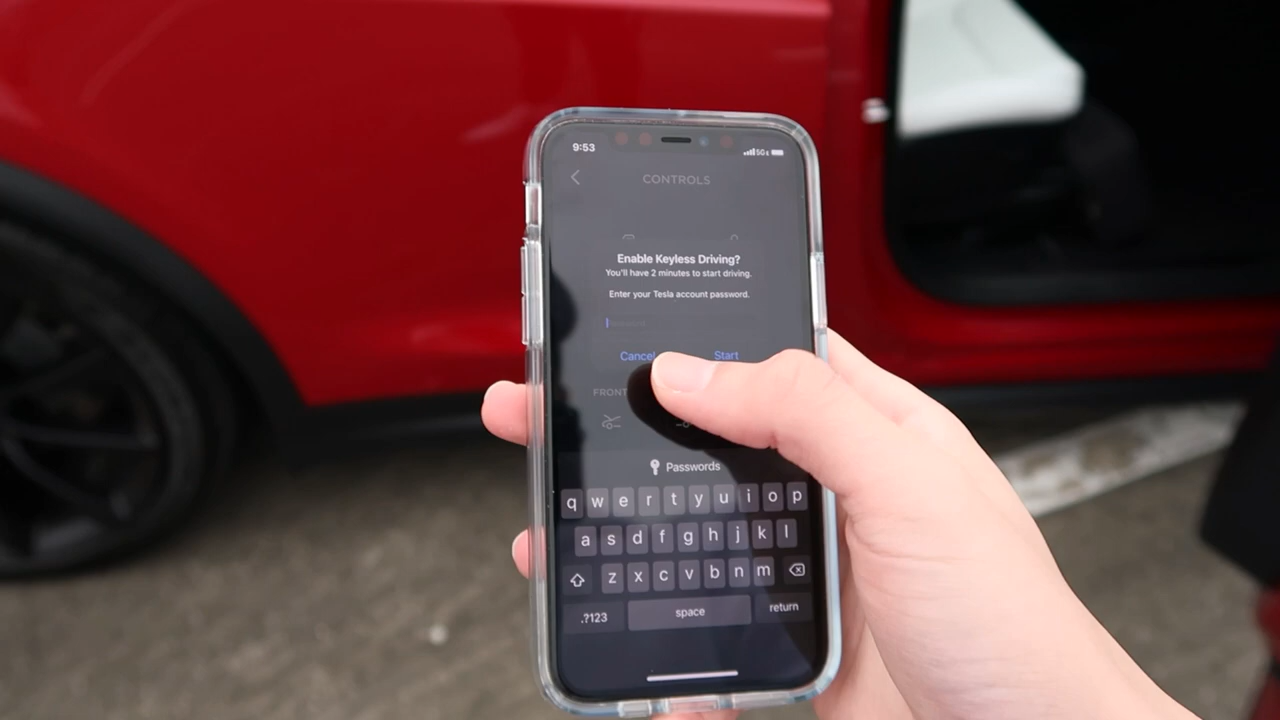 9:53
5G
CONTROLS
Enable Keyless Driving?
You'll have 2 minutes to start driving.
Enter your Tesla account password.
Cancel Start
FRONT
Passwords
q w e r t y u i o p
a s d f g h j k l
z x c v b n m
.?123 space return